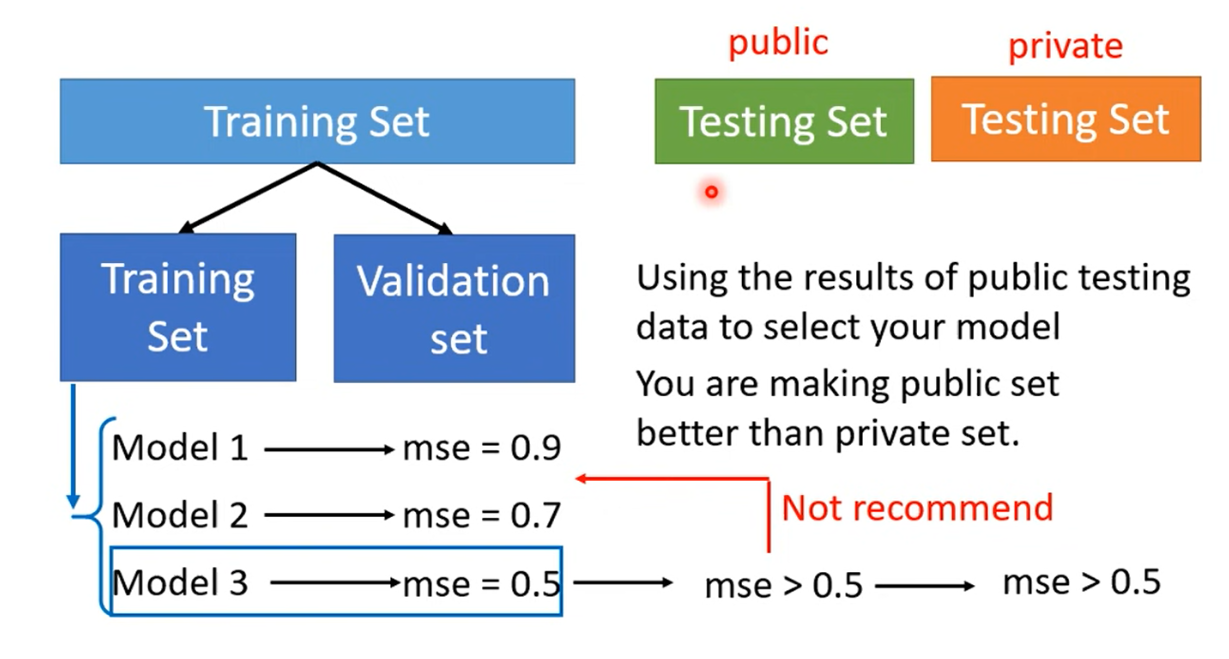 public
private
Training Set
Testing Set
Testing Set
Training
Set
Validation
set
Using the results of public testing
data to select your model
You are making public set
better than private set.
Model 1
mse = 0.9
Model 2
mse = 0.7
Not recommend
Model 3
mse = 0.5
mse > 0.5
mse > 0.5